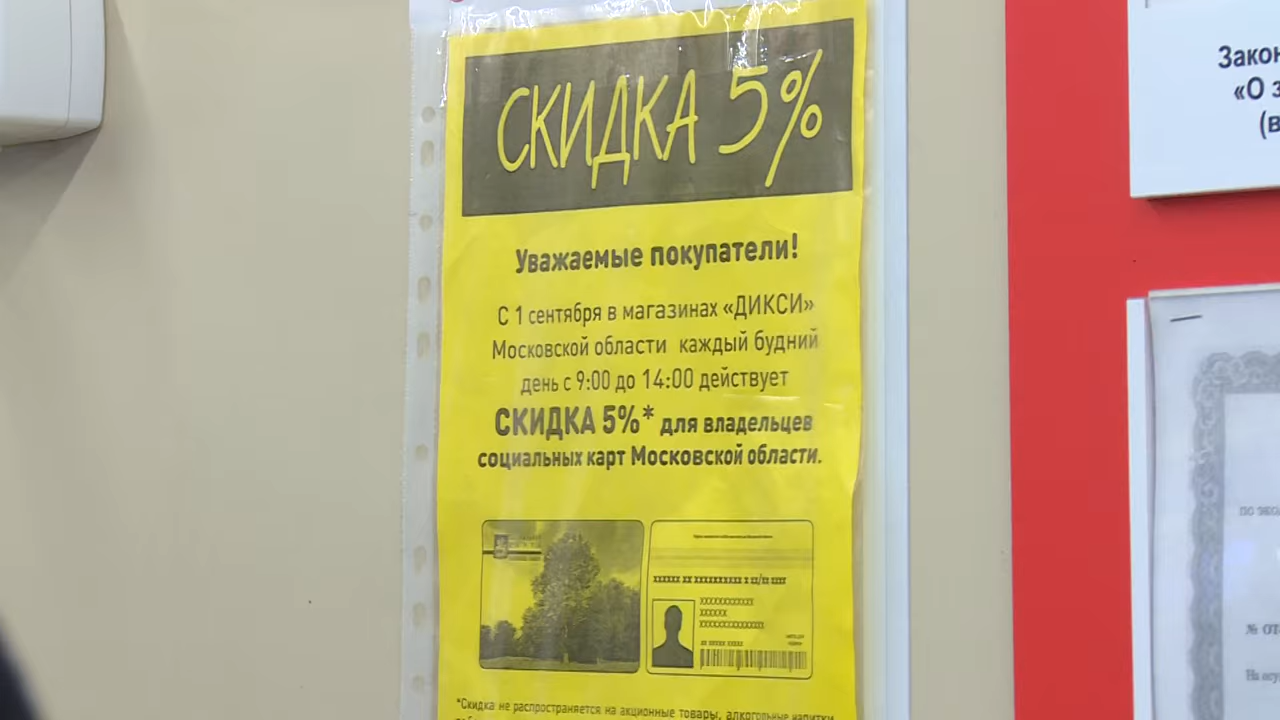 СКИДКА 5%
Уважаемые покупатели!
С 1 сентября в магазинах «ДИКСИ»
Московской области каждый будний
день с 9:00 до 14:00 действует
СКИДКА 5%* для владельцев
социальных карт Московской области.
*Скидка не распространяется на акционные товары, алкогольные напитки
«О
№